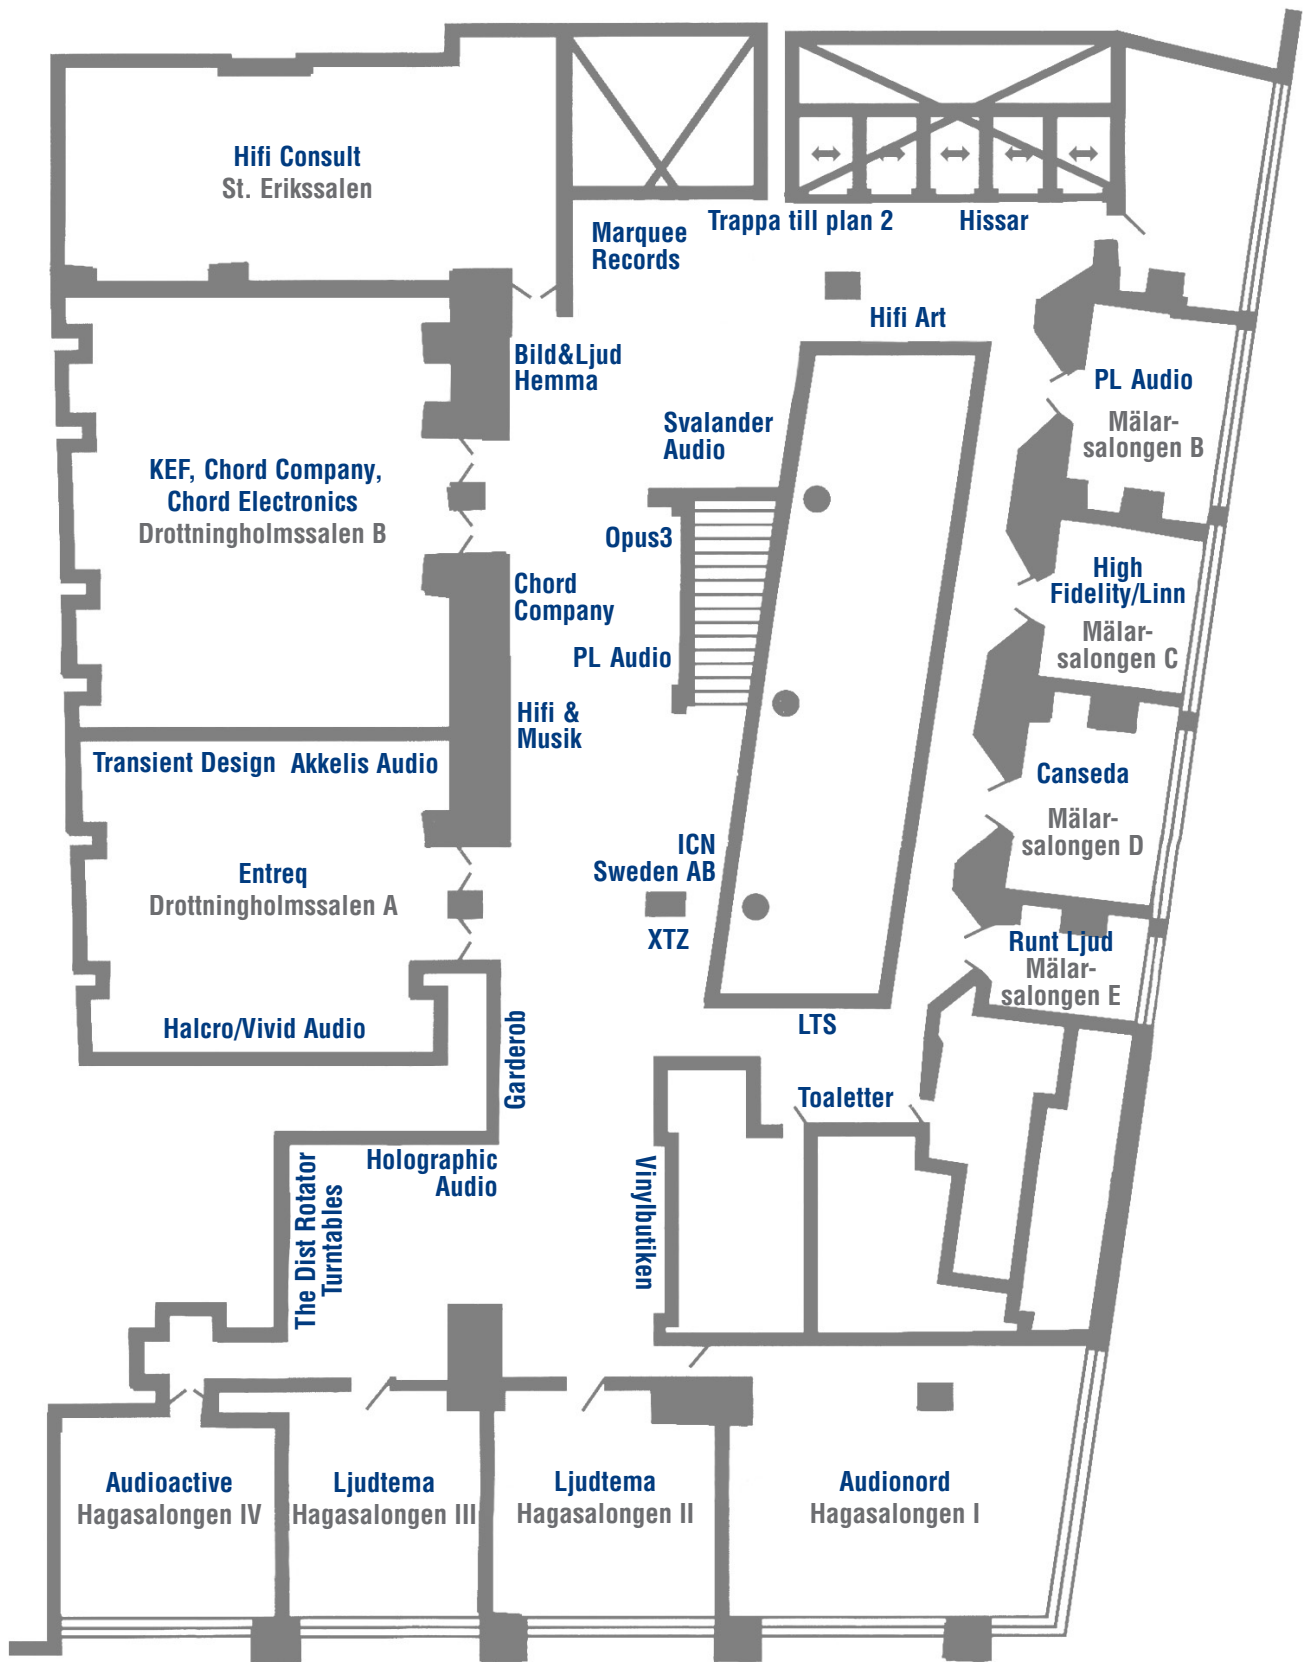 Hifi Consult
St. Erikssalen
Marquee
Records
Trappa till plan 2
Hissar
Hifi Art
Bild&Ljud
Hemma
PL Audio
Mälar-
salongen B
Svalander
Audio
KEF, Chord Company,
Chord Electronics
Drottningholmssalen B
Opus3
High
Fidelity/Linn
Mälar-
salongen C
Chord
Company
PL Audio
Hifi &
Musik
Transient Design
Akkelis Audio
Canseda
Mälar-
salongen D
ICN
Sweden AB
Entreq
Drottningholmssalen A
XTZ
Runt Ljud
Mälar-
salongen E
Halcro/Vivid Audio
LTS
Garderob
Toaletter
Holographic
Audio
The Dist Rotator
Turntables
Vinylbutiken
Audioactive
Hagasalongen IV
Ljudtema
Hagasalongen III
Ljudtema
Hagasalongen II
Audionord
Hagasalongen I